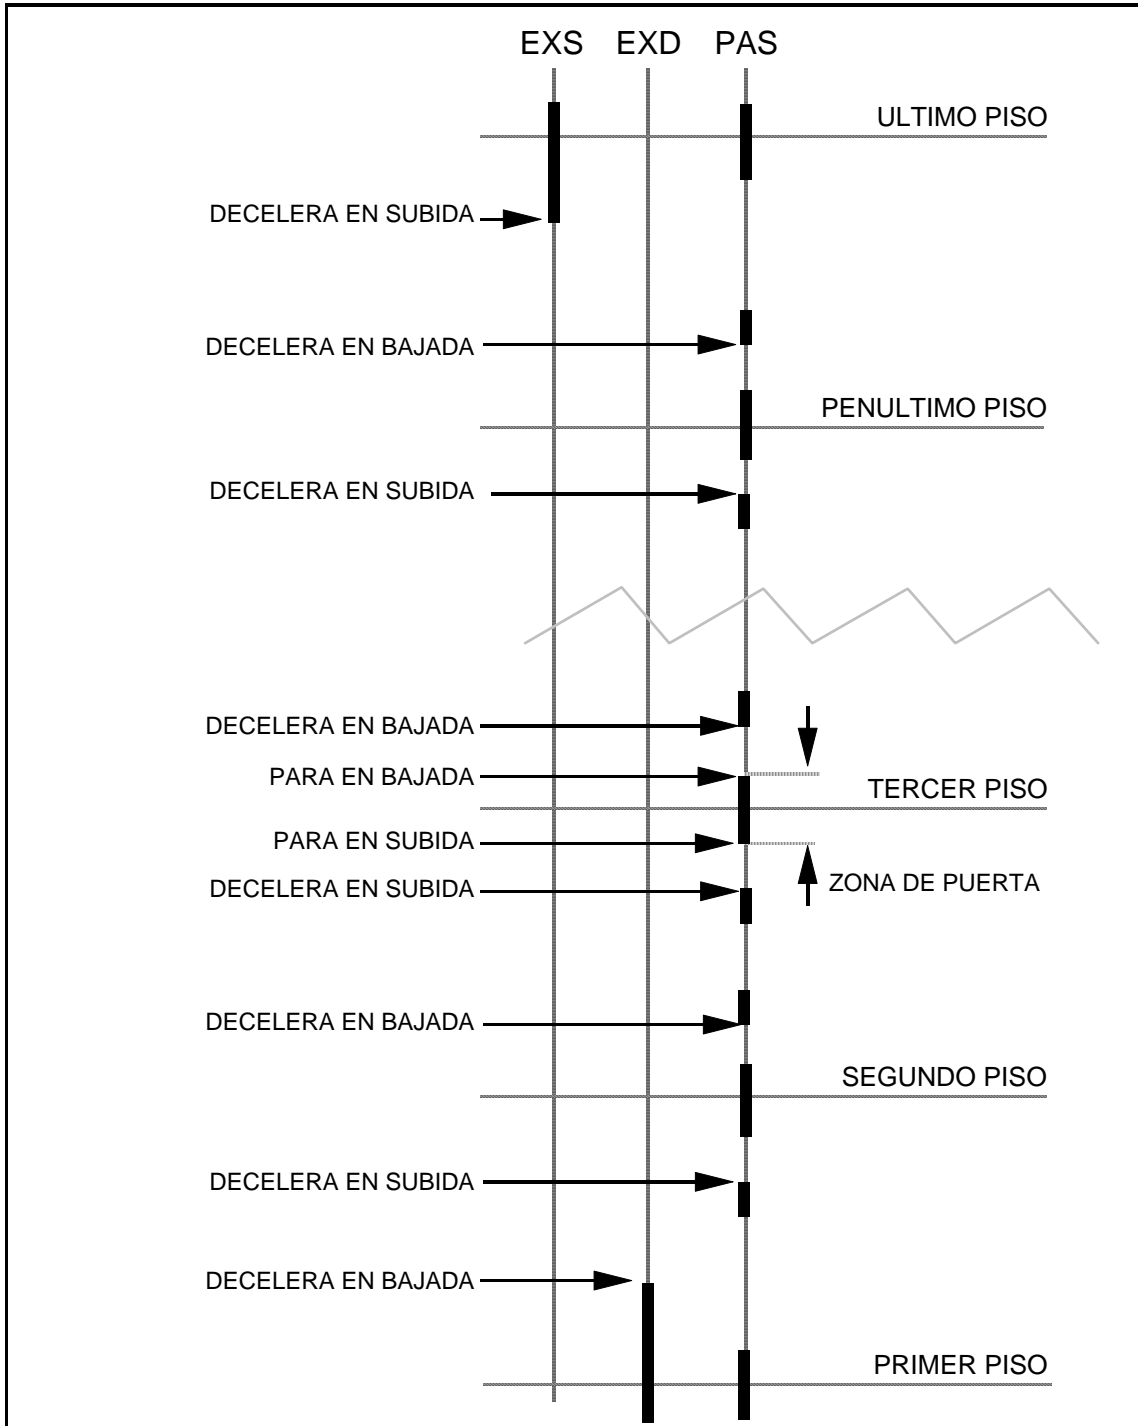 EXS EXD PAS
ULTIMO PISO
DECELERA EN SUBIDA
DECELERA EN BAJADA
PENULTIMO PISO
DECELERA EN SUBIDA
DECELERA EN BAJADA
PARA EN BAJADA
TERCER PISO
PARA EN SUBIDA
DECELERA EN SUBIDA
ZONA DE PUERTA
DECELERA EN BAJADA
SEGUNDO PISO
DECELERA EN SUBIDA
DECELERA EN BAJADA
PRIMER PISO